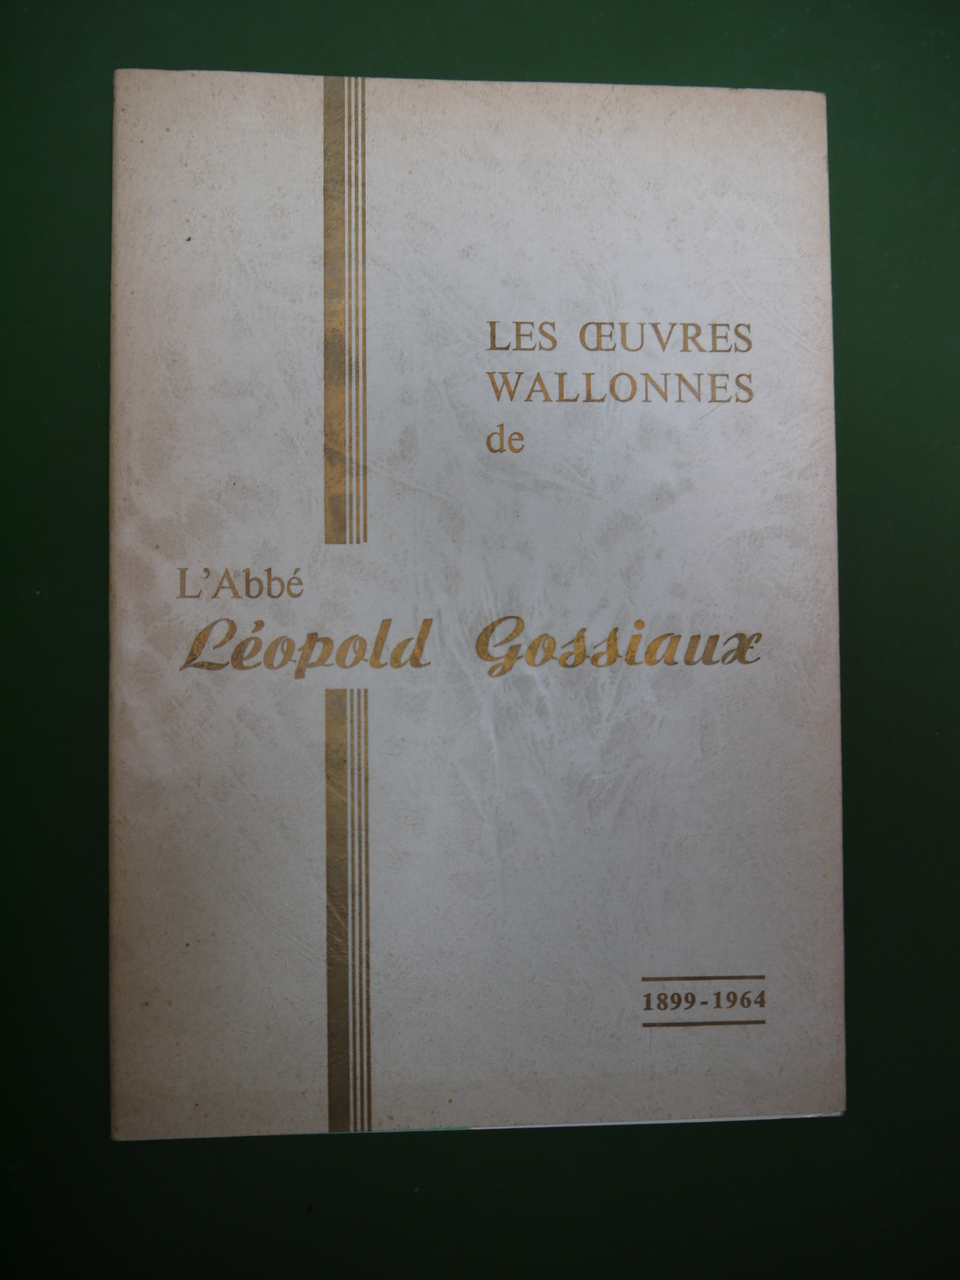 LES ŒUVRES
WALLONNES
de
L'Abbé
Léopold Gossiaux
1899-1964